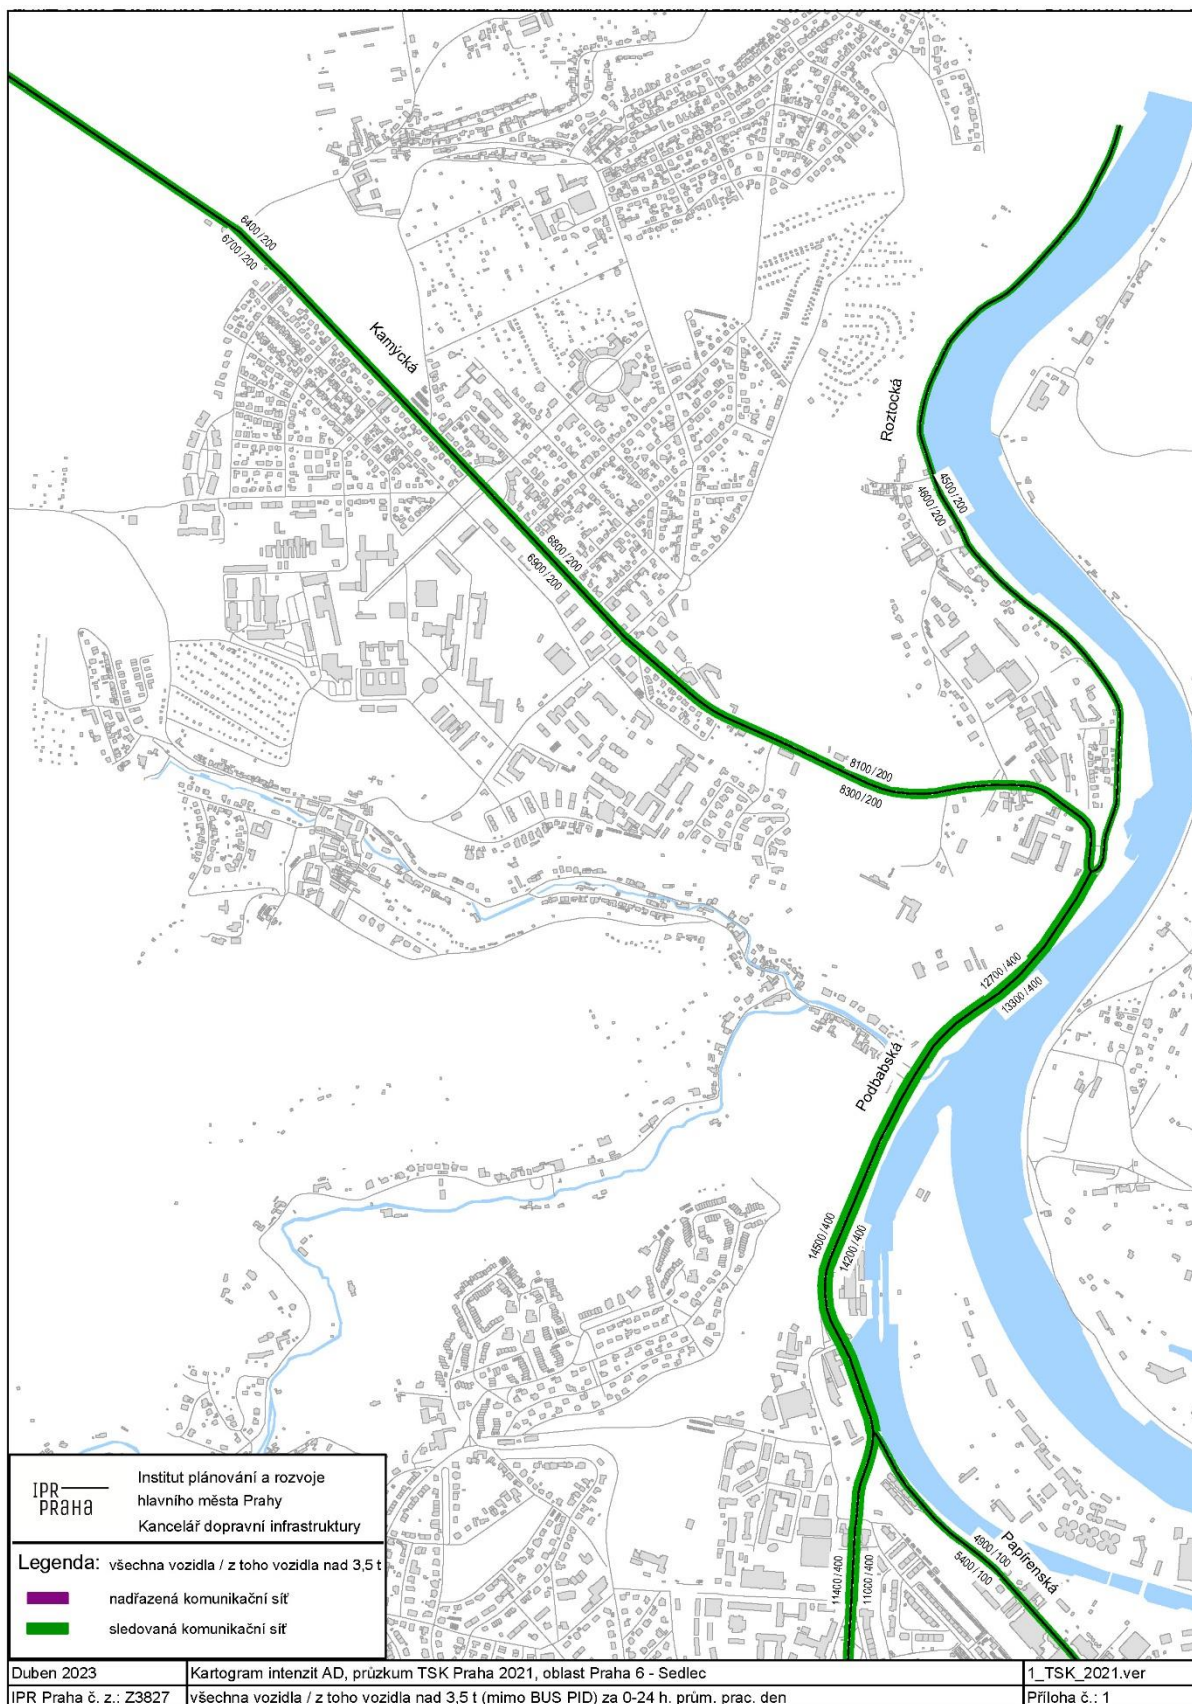 6400/200
6700/200
Kamýcká
Roztocká
4500/200
4600/200
6800/200
6900/200
8100/200
8300/200
12700/400
13300/400
Podbabská
14500/400
14200/400
11400/400
11000/400
4900/100
5400/100
Papírenská
IPR
PRAHA
Institut plánování a rozvoje
hlavního města Prahy
Kancelář dopravní infrastruktury
Legenda: všechna vozidla / z toho vozidla nad 3,5 t
nadřazená komunikační síť
sledovaná komunikační síť
Duben 2023 Kartogram intenzit AD, průzkum TSK Praha 2021, oblast Praha 6 - Sedlec 1_TSK_2021.ver
IPR Praha č. z.: Z3827 všechna vozidla / z toho vozidla nad 3,5 t (mimo BUS PID) za 0-24 h. prům. prac. den Příloha č.: 1